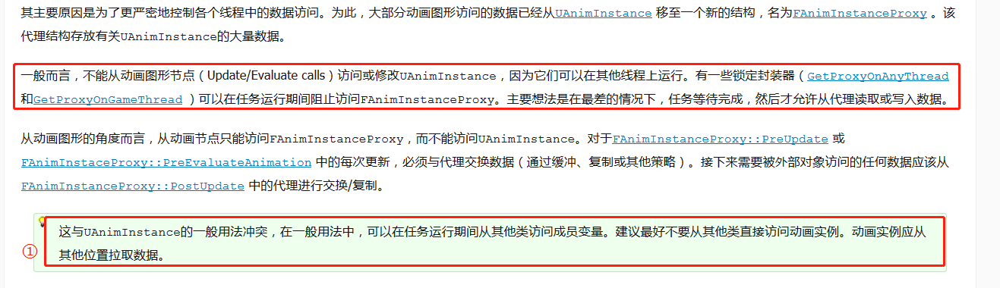 其主要原因是为了更严密地控制各个线程中的数据访问。为此，大部分动画图形访问的数据已经从UAnimInstance 移至一个新的结构，名为FAnimInstanceProxy 。该
代理结构存放有关UAnimInstance的大量数据。
一般而言，不能从动画图形节点（Update/Evaluate calls）访问或修改UAnimInstance，因为它们可以在其他线程上运行。有一些锁定封装器（GetProxyOnAnyThread
和GetProxyOnGameThread ）可以在任务运行期间阻止访问FAnimInstanceProxy。主要想法是在最差的情况下，任务等待完成，然后才允许从代理读取或写入数据。
从动画图形的角度而言，从动画节点只能访问FAnimInstanceProxy，而不能访问UAnimInstance。对于FAnimInstanceProxy::PreUpdate 或
FAnimInstaceProxy::PreEvaluateAnimation 中的每次更新，必须与代理交换数据（通过缓冲、复制或其他策略）。接下来需要被外部对象访问的任何数据应该从
FAnimInstanceProxy::PostUpdate 中的代理进行交换/复制。
这与UAnimInstance的一般用法冲突，在一般用法中，可以在任务运行期间从其他类访问成员变量。建议最好不要从其他类直接访问动画实例。动画实例应从
① 其他位置拉取数据。